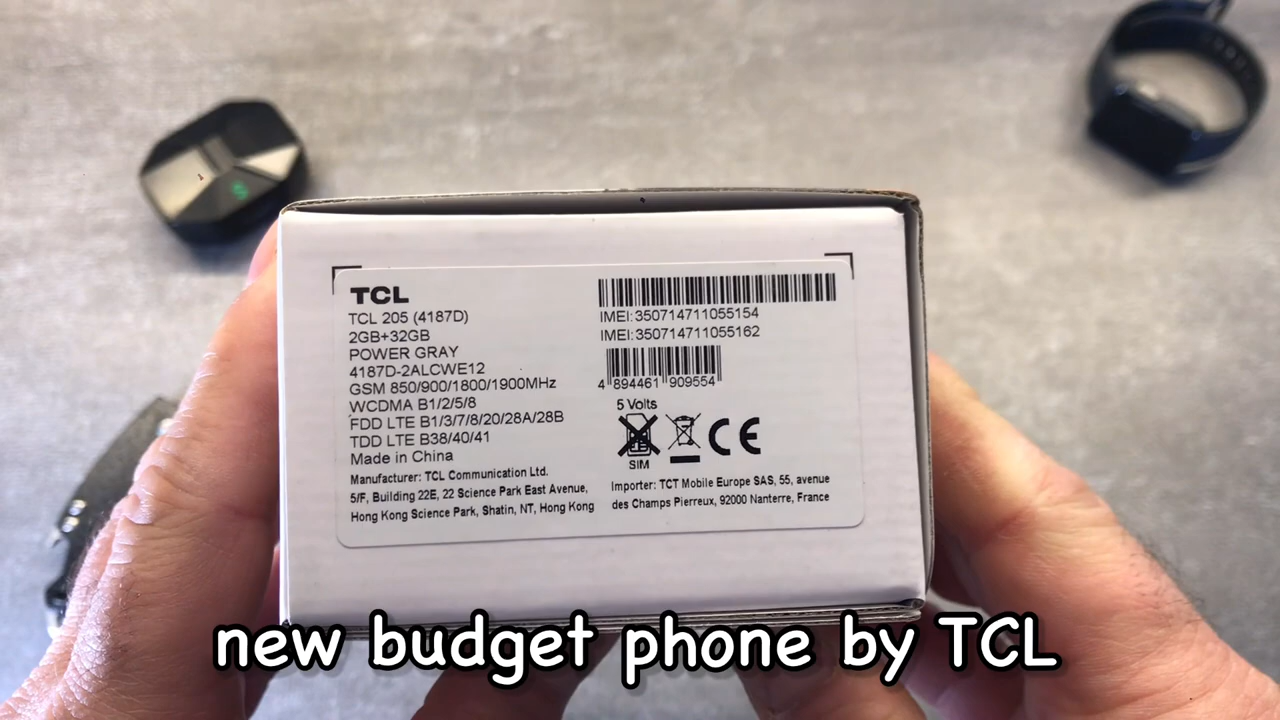 TCL
TCL 205 (4187D)
2GB+32GB
POWER GRAY
4187D-2ALCWE12
GSM 850/900/1800/1900MHz
WCDMA B1/2/5/8
FDD LTE B1/3/7/8/20/28A/28B
TDD LTE B38/40/41
Made in China
Manufacturer: TCL Communication Ltd.
5/F, Building 22E, 22 Science Park East Avenue,
Hong Kong Science Park, Shatin, NT, Hong Kong
IMEI: 350714711055154
IMEI: 350714711055162
4 894461 909554
5 Volts
SIM
CE
Importer: TCT Mobile Europe SAS, 55, avenue
des Champs Pierreux, 92000 Nanterre, France
new budget phone by TCL